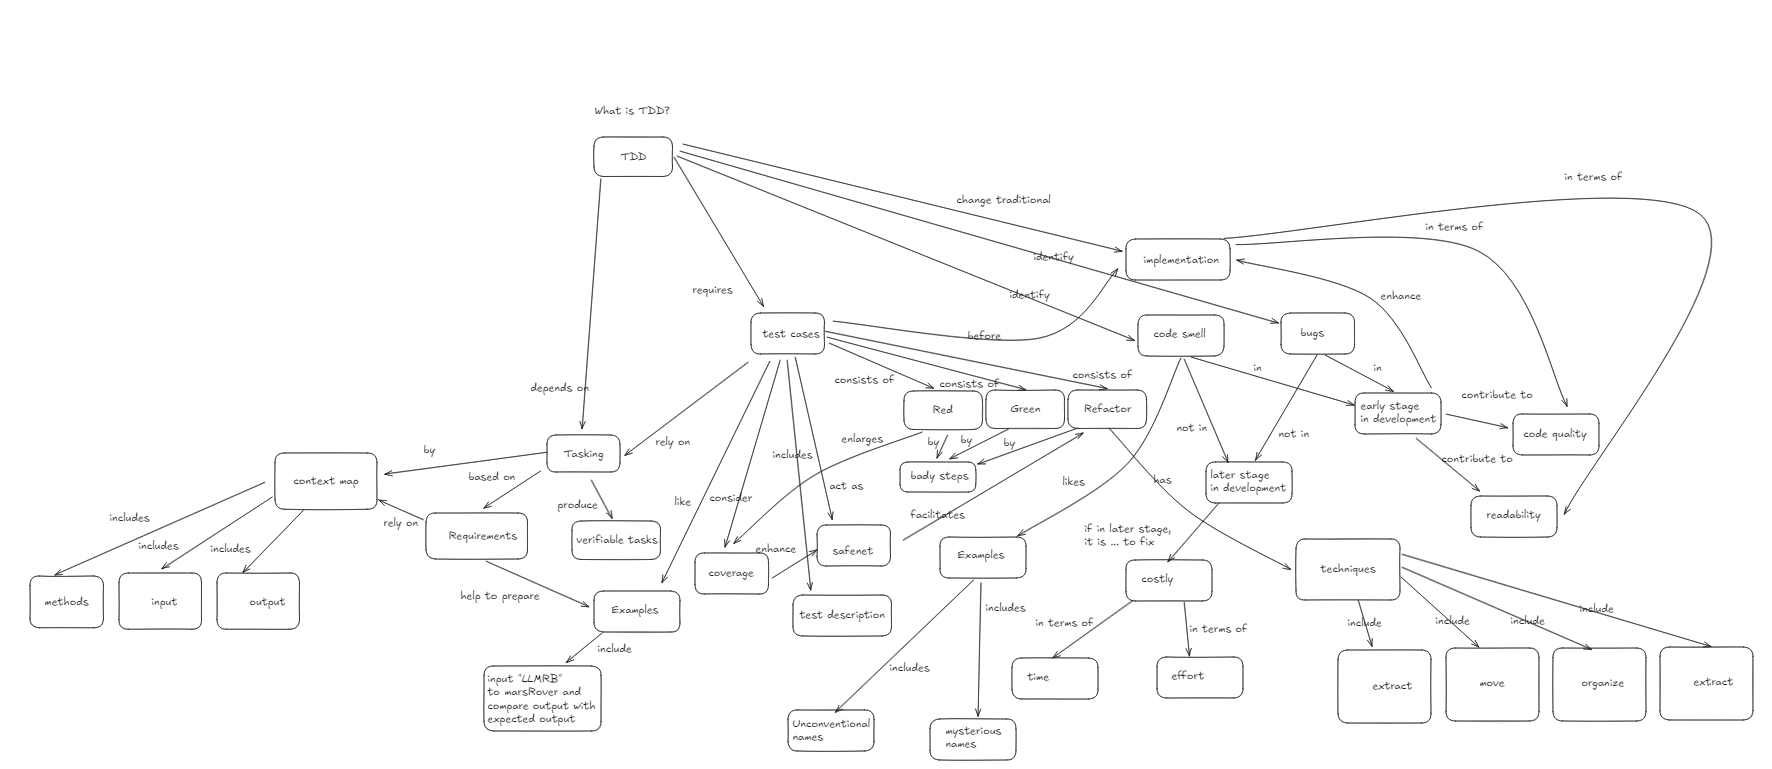 What is TDD?
TDD
in terms of
change traditional
in terms of
identify
implementation
identify
requires
enhance
before
test cases
code smell
bugs
in
in
depends on
consists of
consists of
consists of
contribute to
Red
Green
Refactor
early stage
in development
code quality
rely on
enlarges
by
by
by
not in
not in
contribute to
by
Tasking
includes
bady steps
later stage
in development
context map
based on
like
consider
act as
likes
has
includes
produce
rely on
facilitates
readability
Requirements
verifiable tasks
enhance
safenet
if in later stage,
it is ... to fix
includes
includes
Examples
coverage
costly
techniques
methods
input
output
help to prepare
Examples
test description
includes
in terms of
in terms of
include
include
include
include
include
input "LLMRB"
to marsRover and
compare output with
expected output
includes
time
effort
extract
move
organize
extract
Unconventional
names
mysterious
names